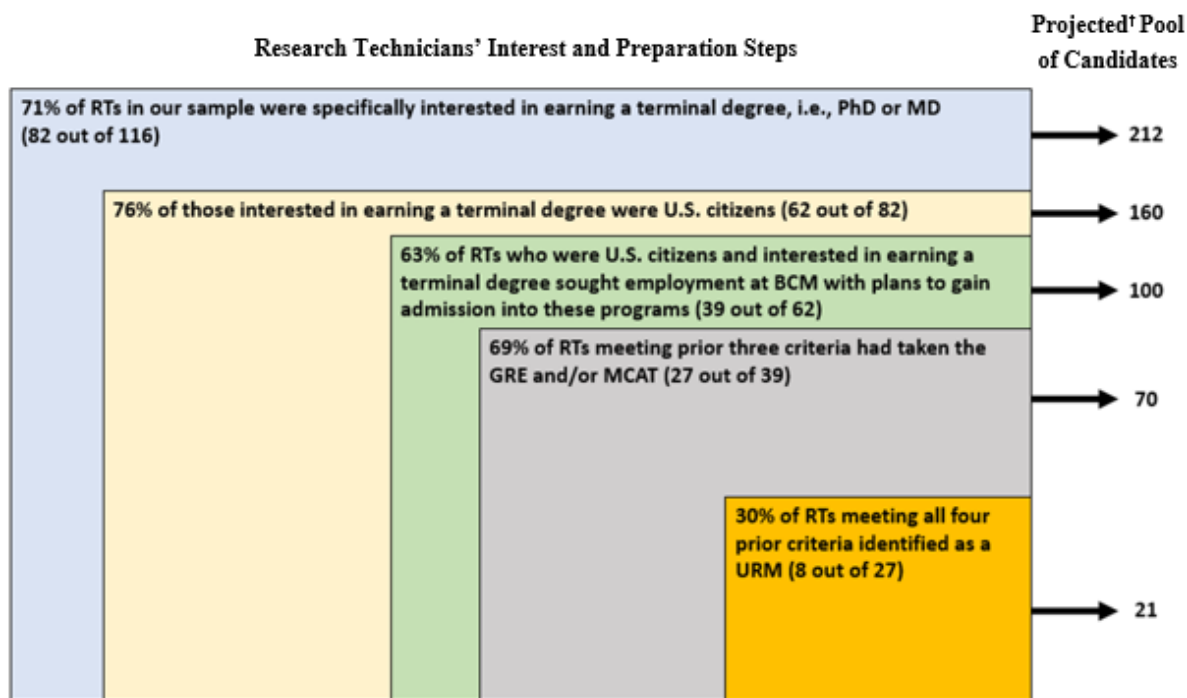 Projected† Pool
of Candidates
Research Technicians’ Interest and Preparation Steps
71% of RTs in our sample were specifically interested in earning a terminal degree, i.e., PhD or MD
(82 out of 116)
212
76% of those interested in earning a terminal degree were U.S. citizens (62 out of 82)
160
63% of RTs who were U.S. citizens and interested in earning a
terminal degree sought employment at BCM with plans to gain
admission into these programs (39 out of 62)
100
69% of RTs meeting prior three criteria had taken the
GRE and/or MCAT (27 out of 39)
70
30% of RTs meeting all four
prior criteria identified as a
URM (8 out of 27)
21